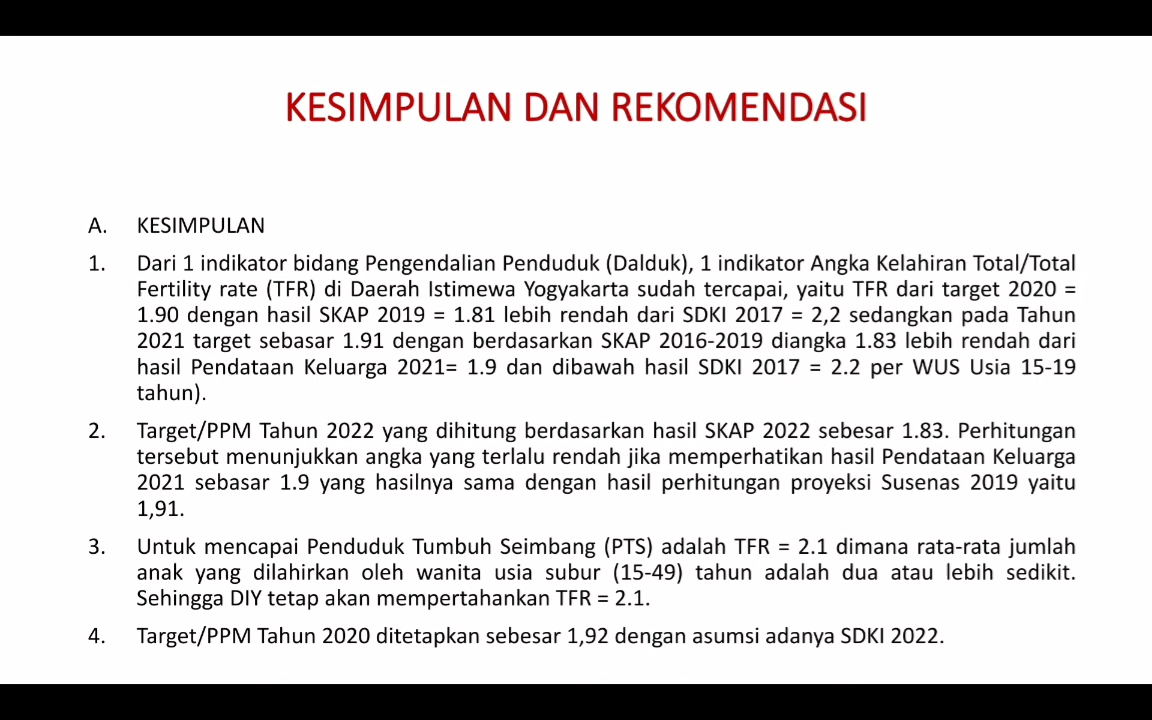 KESIMPULAN DAN REKOMENDASI
A. KESIMPULAN
1. Dari 1 indikator bidang Pengendalian Penduduk (Dalduk), 1 indikator Angka Kelahiran Total/Total
Fertility rate (TFR) di Daerah Istimewa Yogyakarta sudah tercapai, yaitu TFR dari target 2020 =
1.90 dengan hasil SKAP 2019 = 1.81 lebih rendah dari SDKI 2017 = 2,2 sedangkan pada Tahun
2021 target sebasar 1.91 dengan berdasarkan SKAP 2016-2019 diangka 1.83 lebih rendah dari
hasil Pendataan Keluarga 2021= 1.9 dan dibawah hasil SDKI 2017 = 2.2 per WUS Usia 15-19
tahun).
2. Target/PPM Tahun 2022 yang dihitung berdasarkan hasil SKAP 2022 sebesar 1.83. Perhitungan
tersebut menunjukkan angka yang terlalu rendah jika memperhatikan hasil Pendataan Keluarga
2021 sebasar 1.9 yang hasilnya sama dengan hasil perhitungan proyeksi Susenas 2019 yaitu
1,91.
3. Untuk mencapai Penduduk Tumbuh Seimbang (PTS) adalah TFR = 2.1 dimana rata-rata jumlah
anak yang dilahirkan oleh wanita usia subur (15-49) tahun adalah dua atau lebih sedikit.
Sehingga DIY tetap akan mempertahankan TFR = 2.1.
4. Target/PPM Tahun 2020 ditetapkan sebesar 1,92 dengan asumsi adanya SDKI 2022.